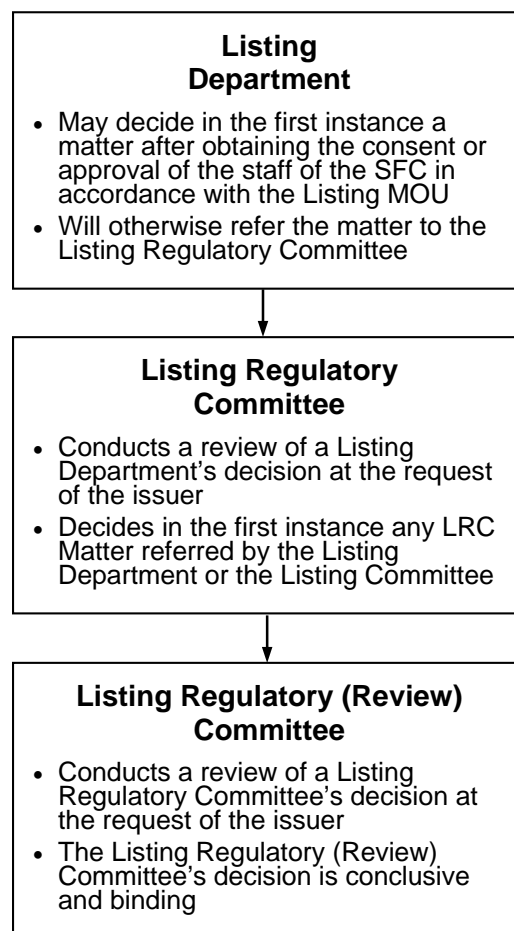 Listing
Department
• May decide in the first instance a
matter after obtaining the consent or
approval of the staff of the SFC in
accordance with the Listing MOU
• Will otherwise refer the matter to the
Listing Regulatory Committee
Listing Regulatory
Committee
• Conducts a review of a Listing
Department’s decision at the request
of the issuer
• Decides in the first instance any LRC
Matter referred by the Listing
Department or the Listing Committee
Listing Regulatory (Review)
Committee
• Conducts a review of a Listing
Regulatory Committee’s decision at
the request of the issuer
• The Listing Regulatory (Review)
Committee’s decision is conclusive
and binding